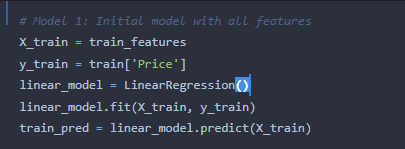 # Model 1: Initial model with all features
X_train = train_features
y_train = train['Price']
linear_model = LinearRegression()
linear_model.fit(X_train, y_train)
train_pred = linear_model.predict(X_train)